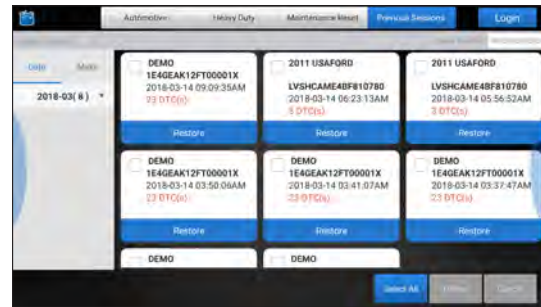 Automotive
Heavy Duty
Maintenance Reset
Previous Sessions
Login
Date
Make
2018-03( 8 )
DEMO
1E4GEAK12FT00001X
2018-03-14 09:09:35AM
23 DTC(s)
Restore
2011 USAFORD
LVSHCAME4BF810780
2018-03-14 06:23:13AM
3 DTC(s)
Restore
2011 USAFORD
LVSHCAME4BF810780
2018-03-14 05:56:52AM
3 DTC(s)
Restore
DEMO
1E4GEAK12FT00001X
2018-03-14 03:50:06AM
23 DTC(s)
Restore
DEMO
1E4GEAK12FT00001X
2018-03-14 03:41:07AM
23 DTC(s)
Restore
DEMO
1E4GEAK12FT00001X
2018-03-14 03:37:47AM
23 DTC(s)
Restore
DEMO
DEMO
Select All